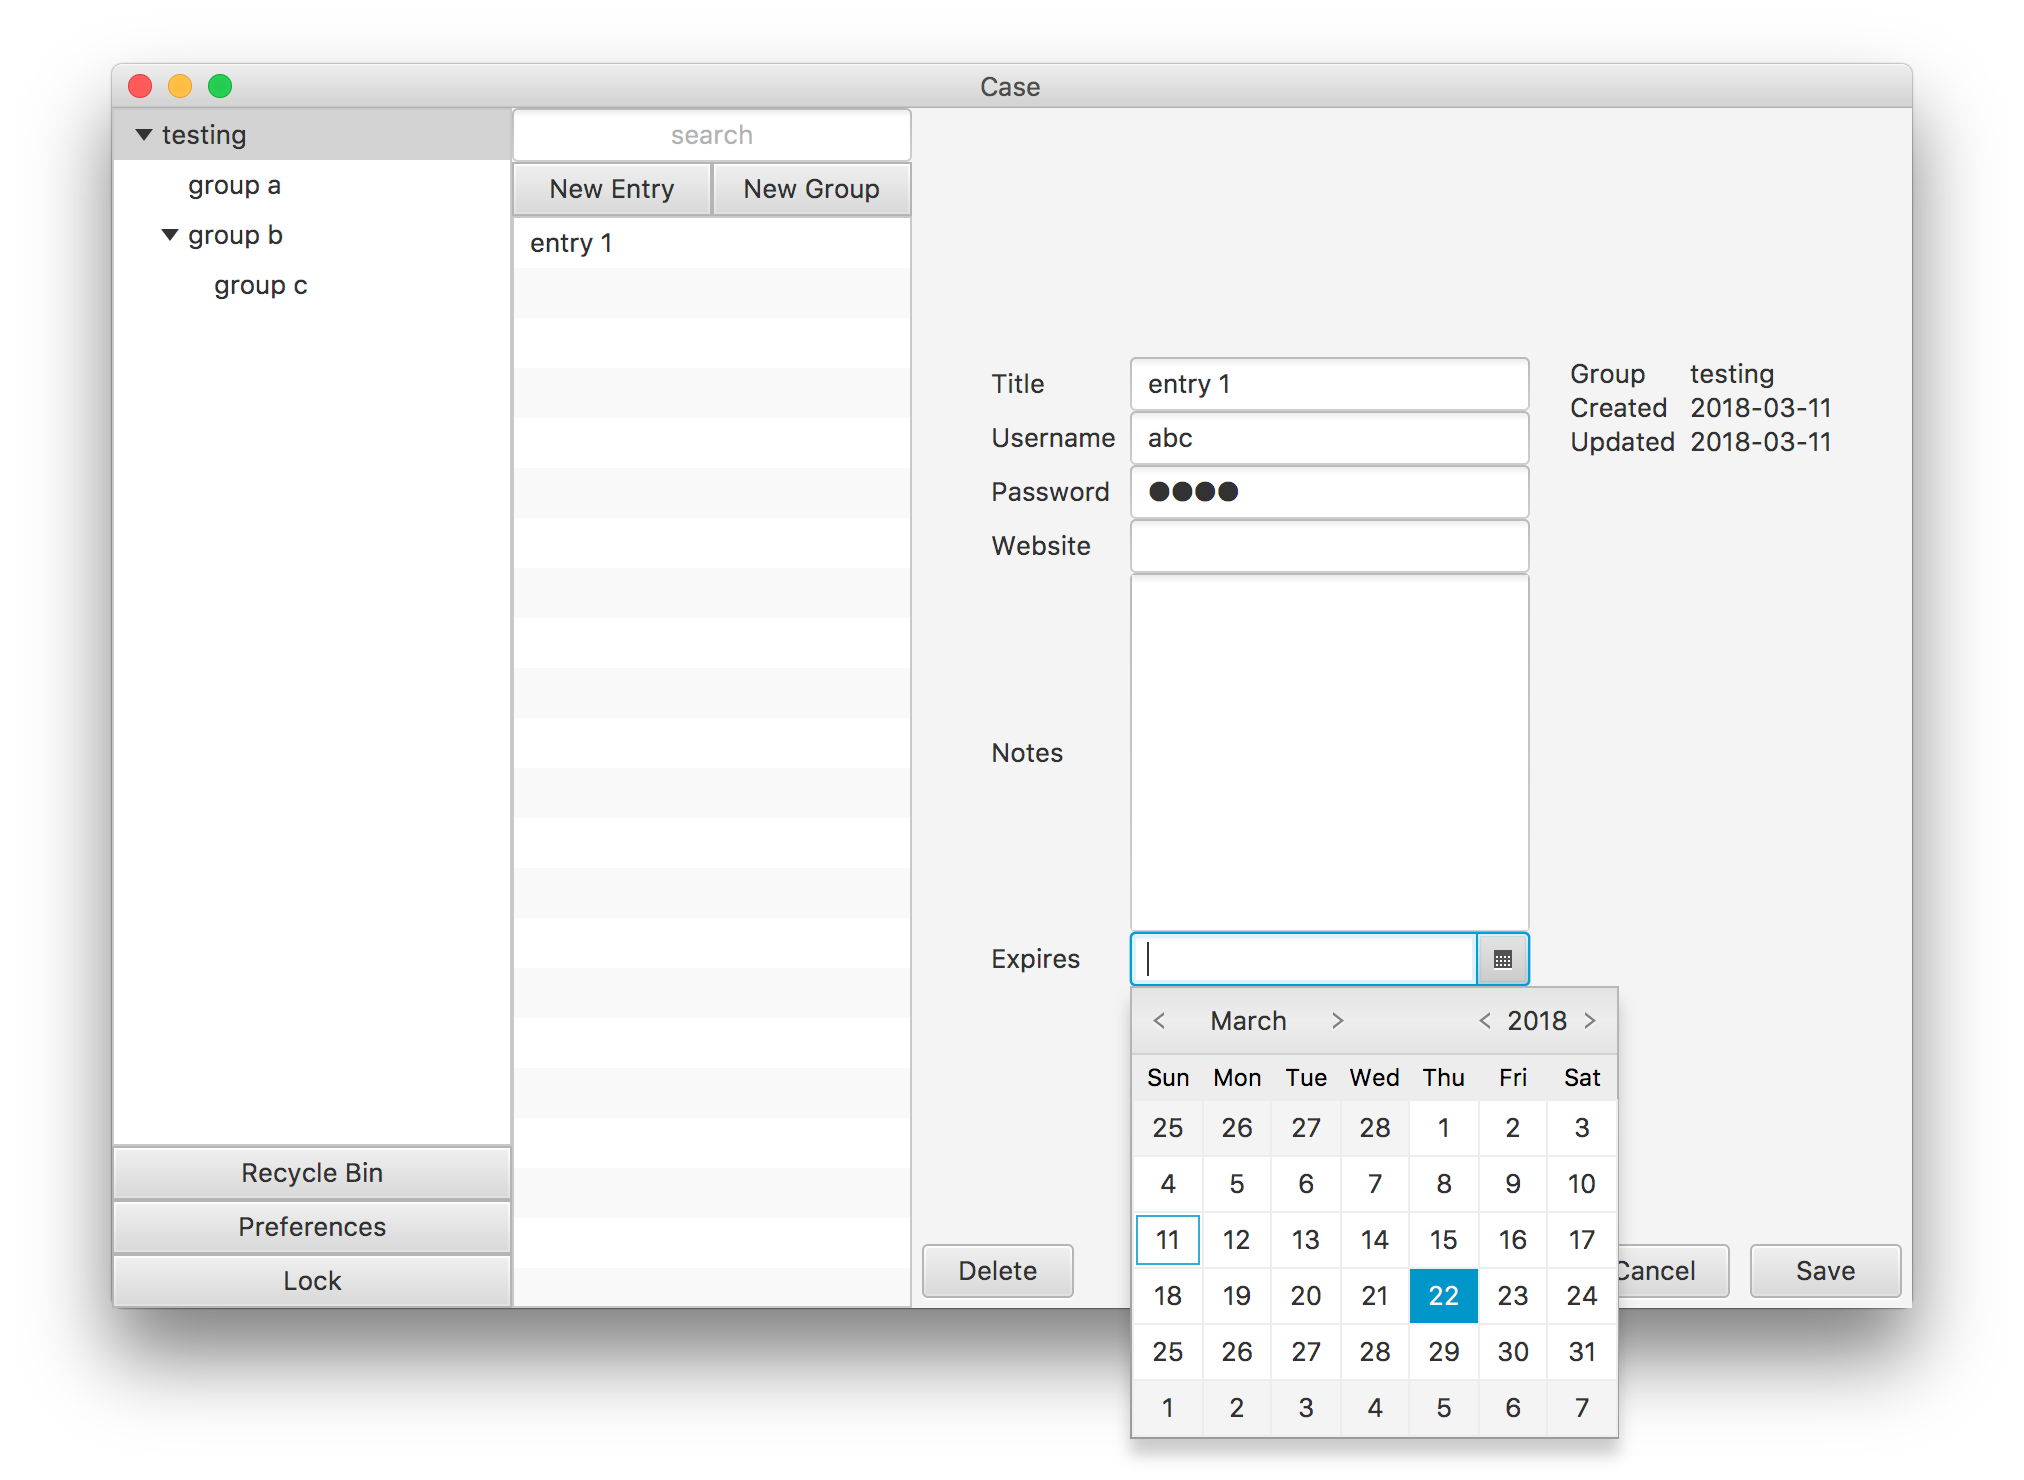 Case
testing
group a
group b
group c
Recycle Bin
Preferences
Lock
search
New Entry New Group
entry 1
Title entry 1
Username abc
Password ●●●●
Website
Notes
Expires
Group testing
Created 2018-03-11
Updated 2018-03-11
< March > < 2018 >
Sun Mon Tue Wed Thu Fri Sat
25 26 27 28 1 2 3
4 5 6 7 8 9 10
11 12 13 14 15 16 17
18 19 20 21 22 23 24
25 26 27 28 29 30 31
1 2 3 4 5 6 7
Delete Cancel Save